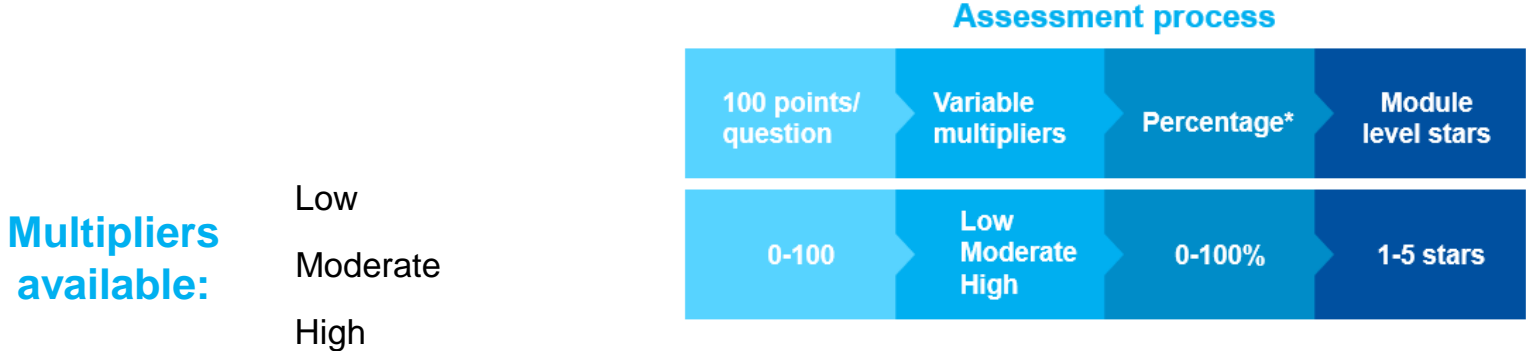 Assessment process
100 points/
question
Variable
multipliers
Percentage*
Module
level stars
Multipliers
available:
Low
Moderate
High
0-100
Low
Moderate
High
0-100%
1-5 stars